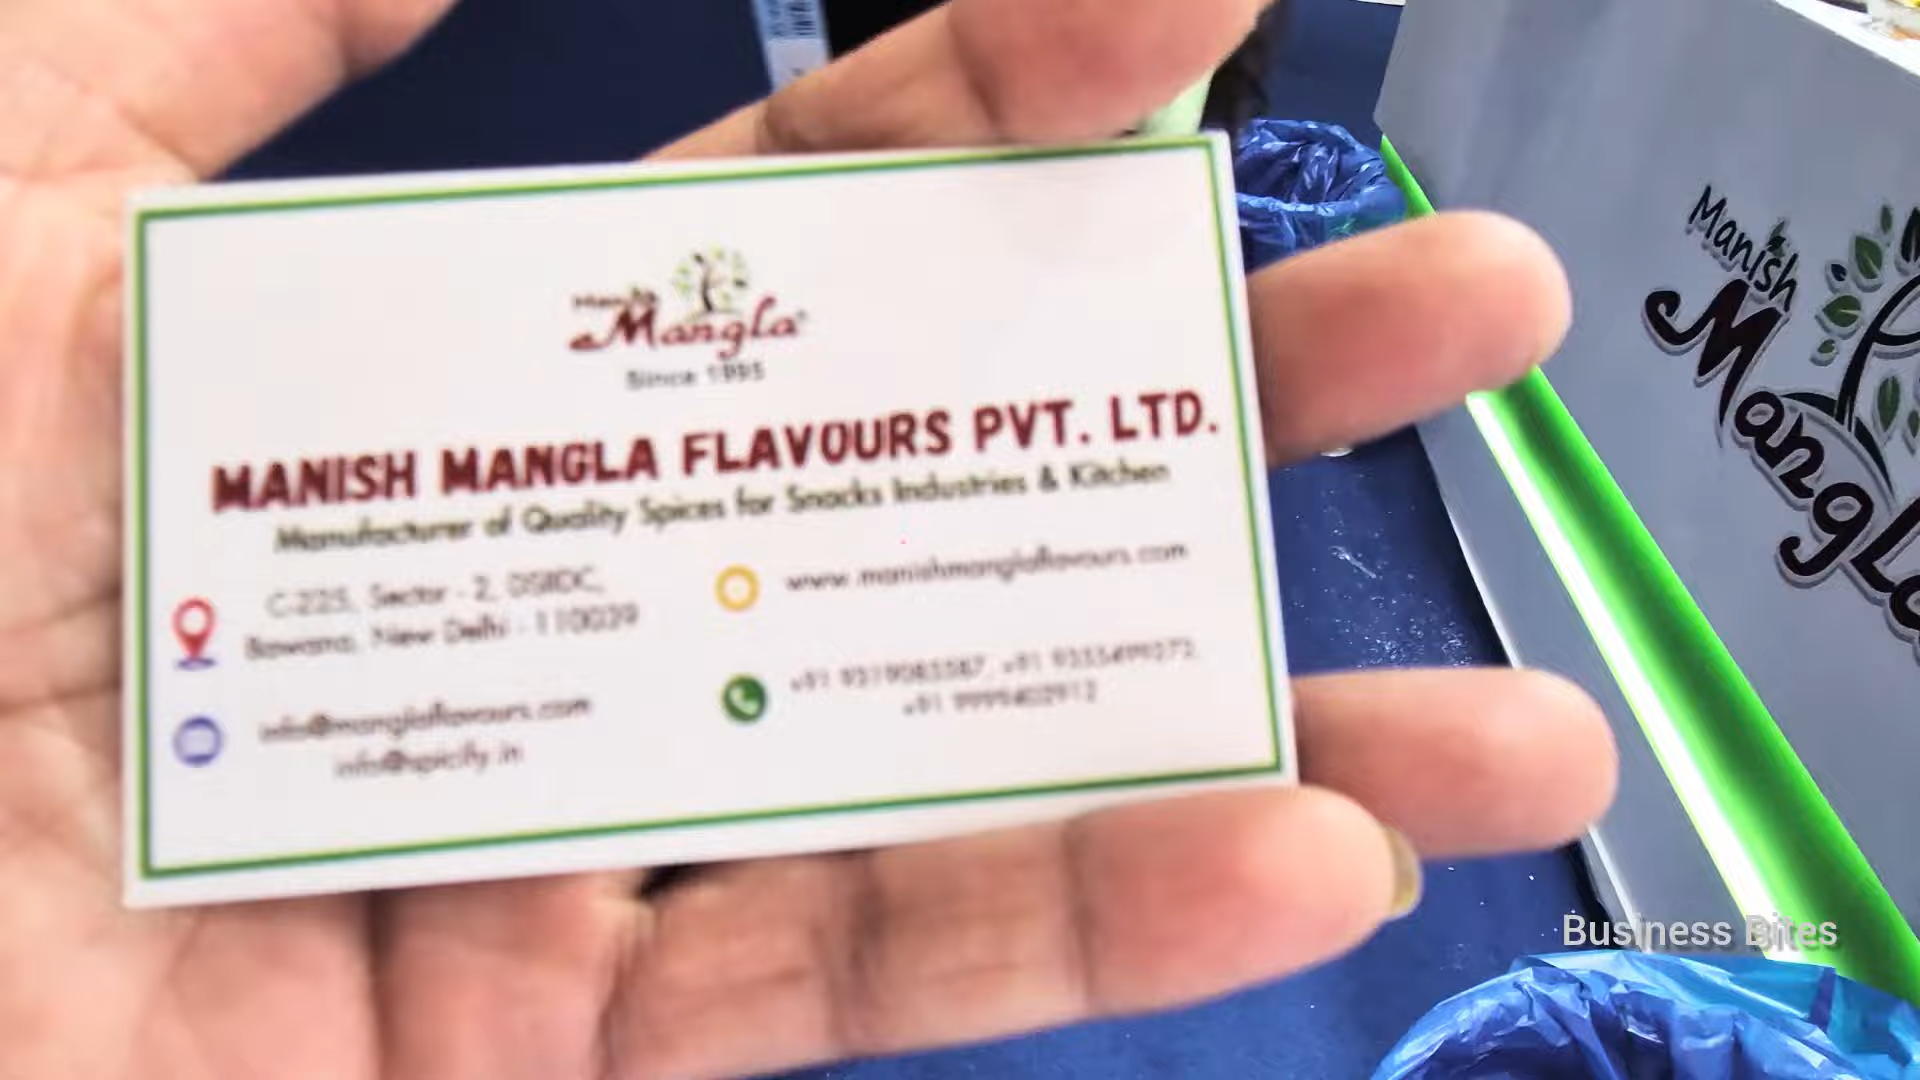 Manish
Mangla
Since 1995
MANISH MANGLA FLAVOURS PVT. LTD.
Manufacturer of Quality Spices for Snacks Industries & Kitchen
C-225, Sector - 2, DSIIDC,
Bawana, New Delhi - 110039
info@manglaflavours.com
info@spicify.in
www.manishmanglaflavours.com
+91 9999402912
Manish
Mangla
Business Bites